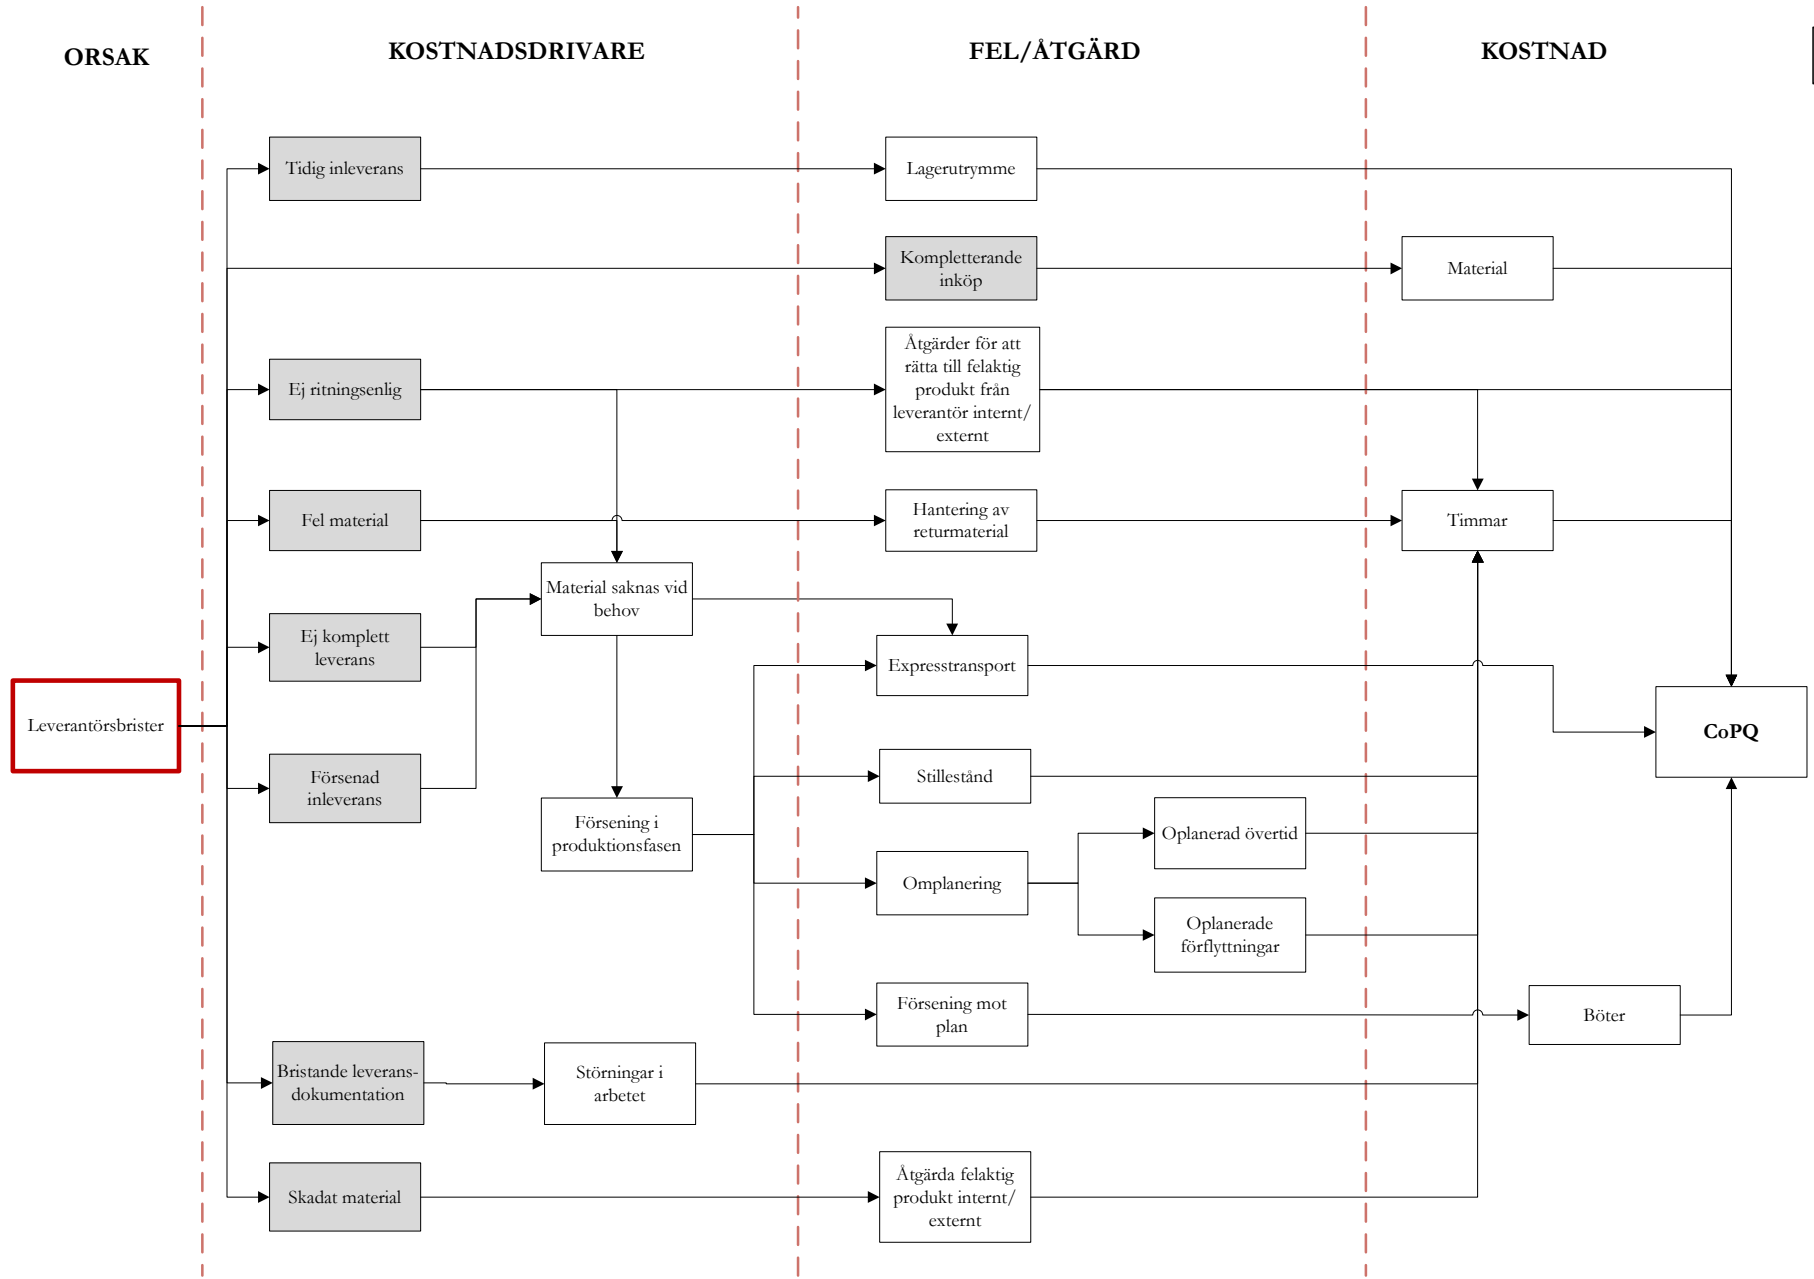 ORSAK
KOSTNADSDRIVARE
FEL/ÅTGÄRD
KOSTNAD
Tidig inleverans
Lagerutrymme
Kompletterande
inköp
Material
Ej ritningsenlig
Åtgärder för att
rätta till felaktig
produkt från
leverantör internt/
externt
Fel material
Hantering av
returmaterial
Timmar
Material saknas vid
behov
Ej komplett
leverans
Expresstransport
Leverantörsbrister
CoPQ
Försenad
inleverans
Stillestånd
Försening i
produktionsfasen
Oplanerad övertid
Omplanering
Oplanerade
förflyttningar
Försening mot
plan
Böter
Bristande leverans-
dokumentation
Störningar i
arbetet
Skadat material
Åtgärda felaktig
produkt internt/
externt